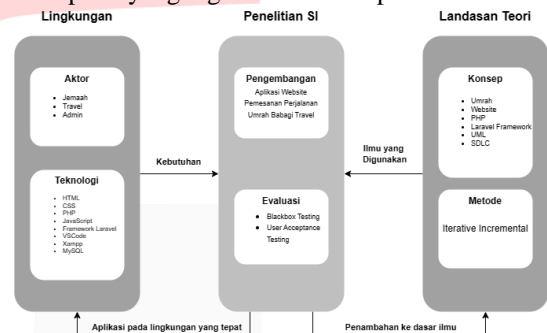 Lingkungan
Penelitian SI
Landasan Teori
Aktor
Jemaah
Travel
Admin
Teknologi
HTML
CSS
PHP
JavaScript
Framework Laravel
VSCode
Xampp
MySQL
Kebutuhan
Pengembangan
Aplikasi Website
Pemesanan Perjalanan
Umrah Babagi Travel
Evaluasi
Blackbox Testing
User Acceptance
Testing
Ilmu yang
Digunakan
Konsep
Umrah
Website
PHP
Laravel Framework
UML
SDLC
Metode
Iterative Incremental
Aplikasi pada lingkungan yang tepat
Penambahan ke dasar ilmu